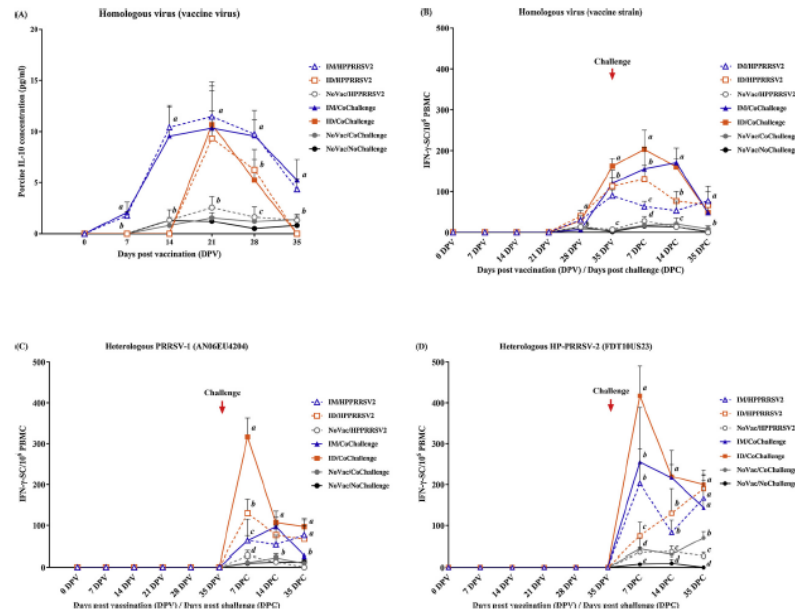 (A)
Homologous virus (vaccine virus)
Porcine IL-10 concentration (pg/ml)
20
15
10
5
0
0
7
14
21
28
35
Days post vaccination (DPV)
IM/HPPRRSV2
ID/HPPRRSV2
NoVac/HPPRRSV2
IM/CoChallenge
ID/CoChallenge
NoVac/CoChallenge
NoVac/NoChallenge
a
b
a
b
a
b
c
a
b
c
a
b
(B)
Homologous virus (vaccine strain)
Challenge
IFN-γ-SC/10⁶ PBMC
500
400
300
200
100
0
0 DPV
7 DPV
14 DPV
21 DPV
28 DPV
35 DPV
7 DPC
14 DPC
35 DPC
Days post vaccination (DPV) / Days post challenge (DPC)
IM/HPPRRSV2
ID/HPPRRSV2
NoVac/HPPRRSV2
IM/CoChallenge
ID/CoChallenge
NoVac/CoChallenge
NoVac/NoChallenge
(C)
Heterologous PRRSV-1 (AN06EU4204)
Challenge
IFN-γ-SC/10⁶ PBMC
500
400
300
200
100
0
0 DPV
7 DPV
14 DPV
21 DPV
28 DPV
35 DPV
7 DPC
14 DPC
35 DPC
Days post vaccination (DPV) / Days post challenge (DPC)
IM/HPPRRSV2
ID/HPPRRSV2
NoVac/HPPRRSV2
IM/CoChallenge
ID/CoChallenge
NoVac/CoChallenge
NoVac/NoChallenge
(D)
Heterologous HP-PRRSV-2 (FDT10US23)
Challenge
IFN-γ-SC/10⁶ PBMC
500
400
300
200
100
0
0 DPV
7 DPV
14 DPV
21 DPV
28 DPV
35 DPV
7 DPC
14 DPC
35 DPC
Days post vaccination (DPV) / Days post challenge (DPC)
IM/HPPRRSV2
ID/HPPRRSV2
NoVac/HPPRRSV2
IM/CoChallenge
ID/CoChallenge
NoVac/CoChallenge
NoVac/NoChallenge